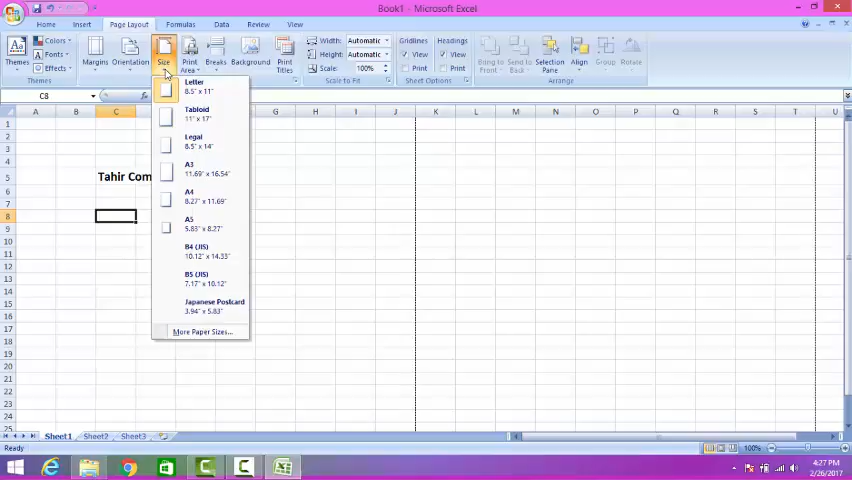 Book1 - Microsoft Excel
Home Insert Page Layout Formulas Data Review View
Themes Colors Fonts Effects Margins Orientation Size Print Area Breaks Background Print Titles Width: Automatic Height: Automatic Scale: 100% Gridlines View Print Headings View Print Bring to Front Send to Back Selection Pane Align Group Rotate
Themes Scale to Fit Sheet Options Arrange
C8 fx
A B C G H I J K L M N O P Q R S T U
Letter
8.5" x 11"
Tabloid
11" x 17"
Legal
8.5" x 14"
A3
11.69" x 16.54"
A4
8.27" x 11.69"
A5
5.83" x 8.27"
B4 (JIS)
10.12" x 14.33"
B5 (JIS)
7.17" x 10.12"
Japanese Postcard
3.94" x 5.83"
More Paper Sizes...
1
2
3
4
5 Tahir Com
6
7
8
9
10
11
12
13
14
15
16
17
18
19
20
21
22
23
24
25
Sheet1 Sheet2 Sheet3
Ready 100%
4:27 PM
2/26/2017